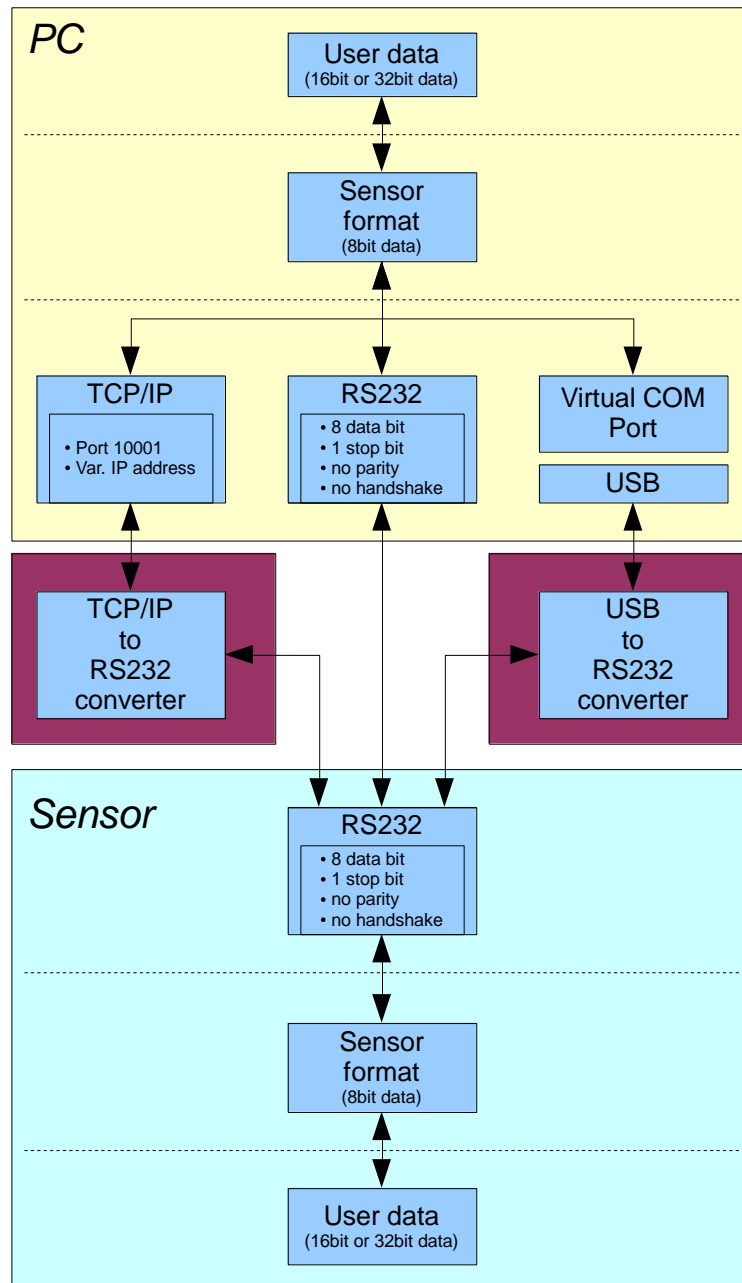 PC
User data
(16bit or 32bit data)
Sensor
format
(8bit data)
TCP/IP
• Port 10001
• Var. IP address
RS232
• 8 data bit
• 1 stop bit
• no parity
• no handshake
Virtual COM
Port
USB
TCP/IP
to
RS232
converter
USB
to
RS232
converter
Sensor
RS232
• 8 data bit
• 1 stop bit
• no parity
• no handshake
Sensor
format
(8bit data)
User data
(16bit or 32bit data)